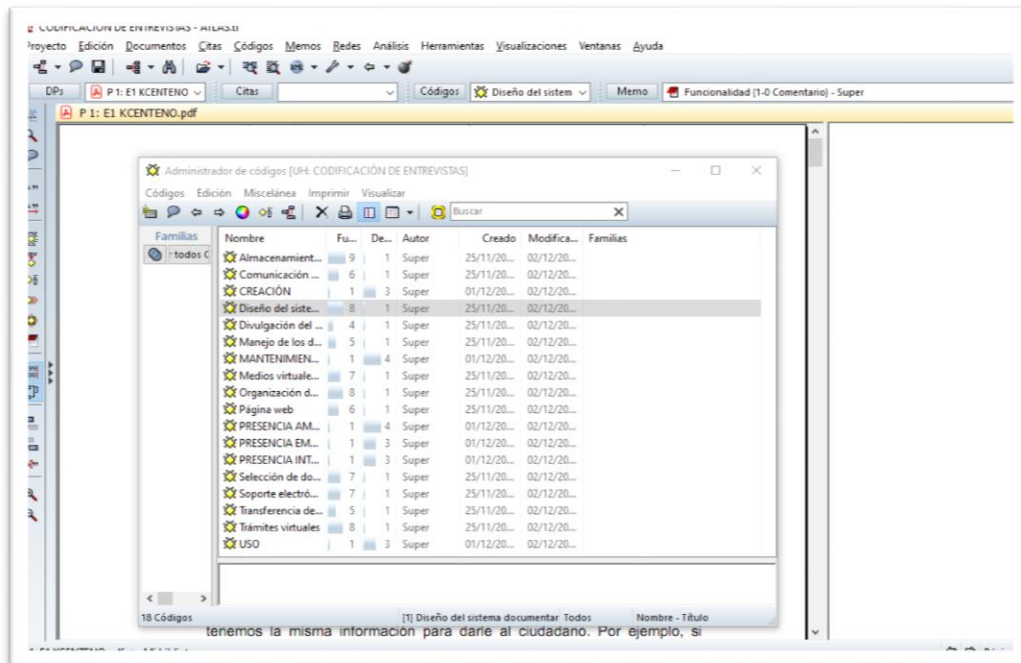 CODIFICACIÓN DE ENTREVISTAS - ATLAS.ti
Proyecto Edición Documentos Citas Códigos Memos Redes Análisis Herramientas Visualizaciones Ventanas Ayuda
DPs P 1: E1 KCENTENO Citas Códigos Diseño del sistem Memo Funcionalidad {1-0 Comentario} - Super
P 1: E1 KCENTENO.pdf
Administrador de códigos [UH: CODIFICACIÓN DE ENTREVISTAS]
Códigos Edición Miscelánea Imprimir Visualizar
Buscar
Familias
todos C
Nombre Fu... De... Autor Creado Modifica... Familias
Almacenamient... 9 1 Super 25/11/20... 02/12/20...
Comunicación ... 6 1 Super 25/11/20... 02/12/20...
CREACIÓN 1 3 Super 01/12/20... 02/12/20...
Diseño del siste... 8 1 Super 25/11/20... 02/12/20...
Divulgación del ... 4 1 Super 25/11/20... 02/12/20...
Manejo de los d... 5 1 Super 25/11/20... 02/12/20...
MANTENIMIEN... 1 4 Super 01/12/20... 02/12/20...
Medios virtuale... 7 1 Super 25/11/20... 02/12/20...
Organización d... 8 1 Super 25/11/20... 02/12/20...
Página web 6 1 Super 25/11/20... 02/12/20...
PRESENCIA AM... 1 4 Super 01/12/20... 02/12/20...
PRESENCIA EM... 1 3 Super 01/12/20... 02/12/20...
PRESENCIA INT... 1 3 Super 01/12/20... 02/12/20...
Selección de do... 7 1 Super 25/11/20... 02/12/20...
Soporte electró... 7 1 Super 25/11/20... 02/12/20...
Transferencia de... 5 1 Super 25/11/20... 02/12/20...
Trámites virtuales 8 1 Super 25/11/20... 02/12/20...
USO 1 3 Super 01/12/20... 02/12/20...
18 Códigos [1] Diseño del sistema documentar Todos Nombre - Título
tenemos la misma información para darle al ciudadano. Por ejemplo, si